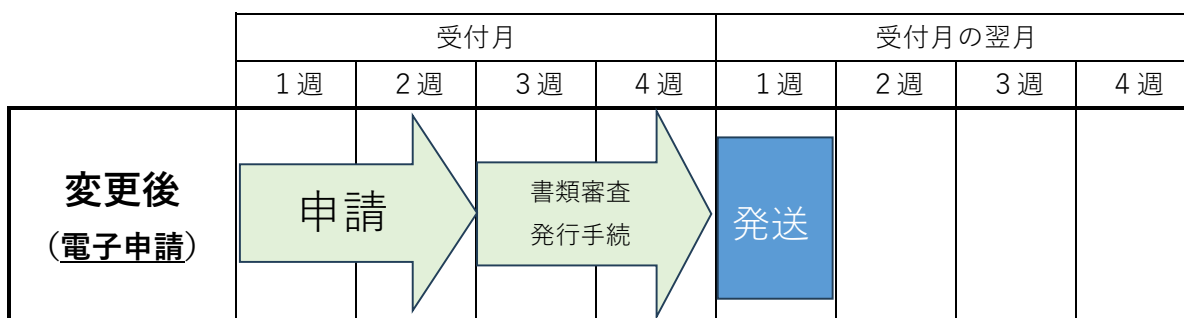 受付月 受付月の翌月
1週 2週 3週 4週 1週 2週 3週 4週
変更後
(電子申請)
申請
書類審査
発行手続
発送